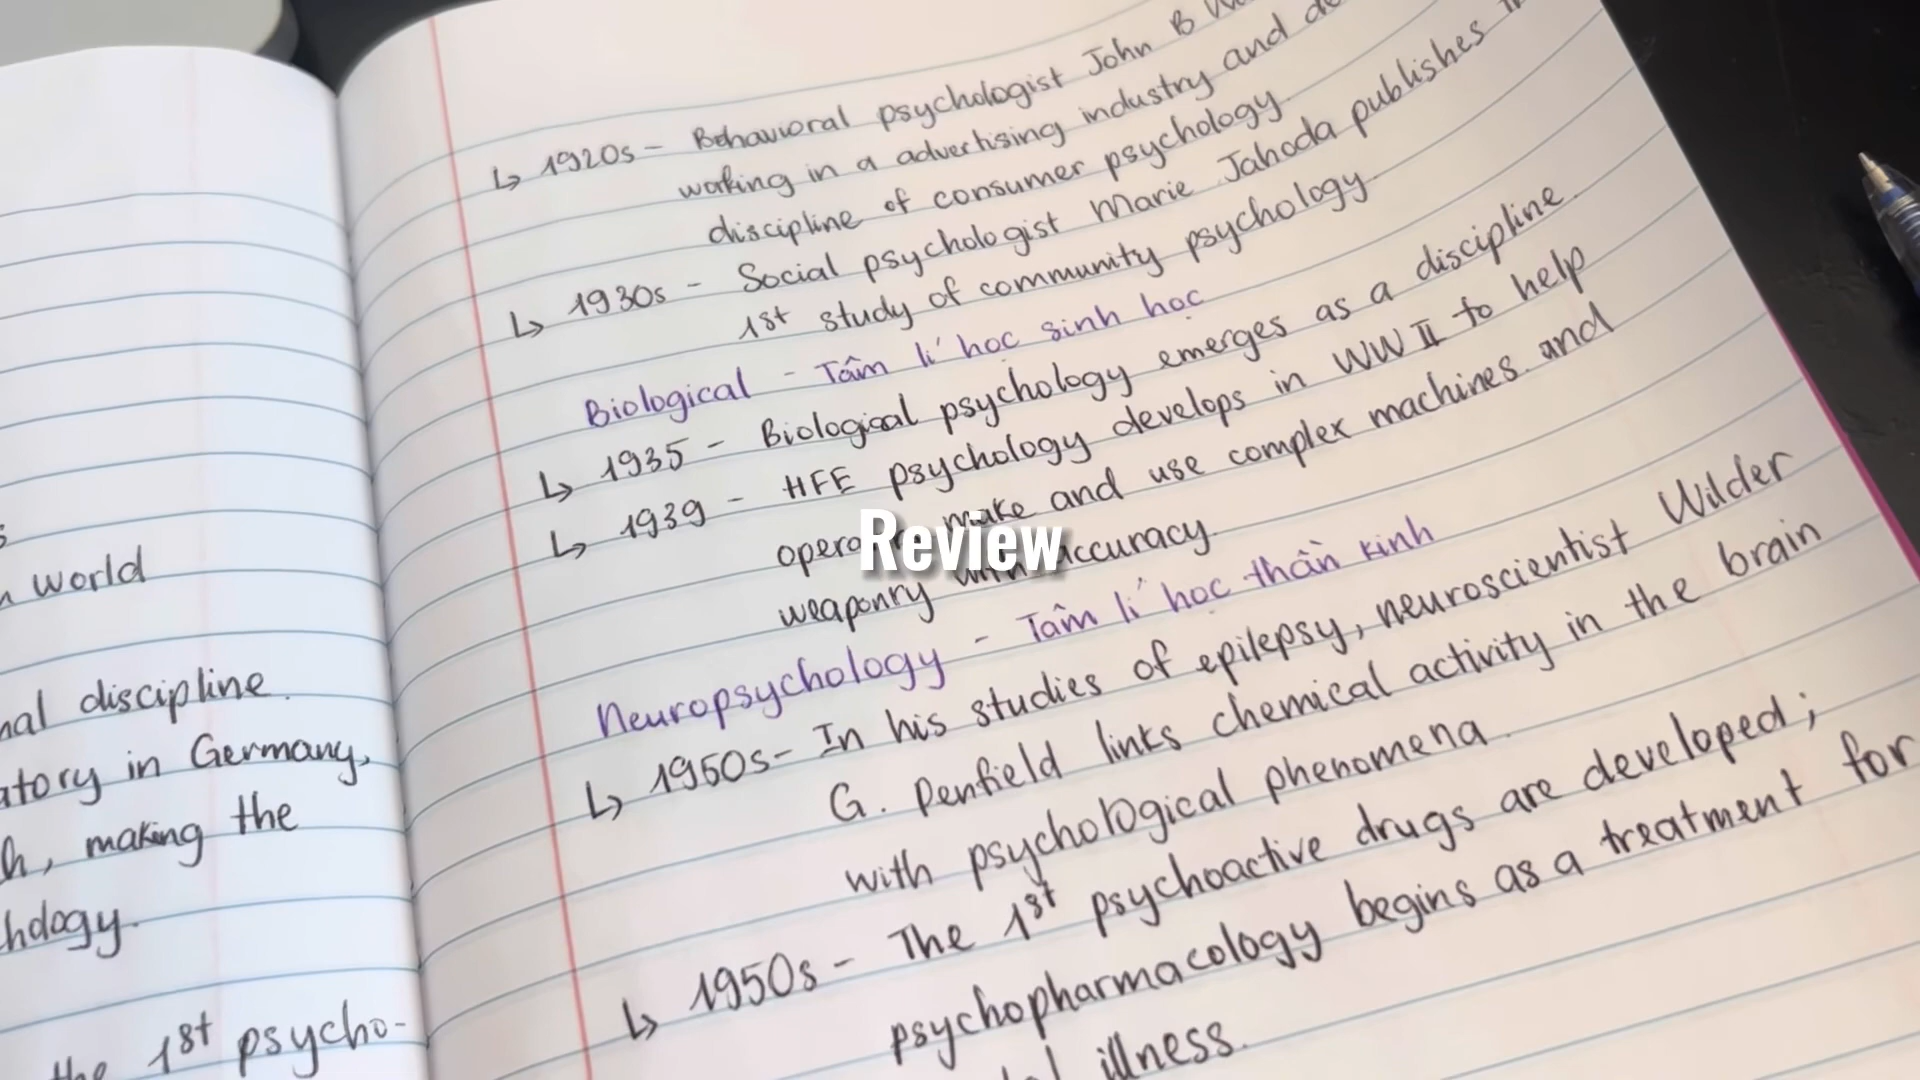 world
nal discipline.
atory in Germany,
h, making the
hology.
the 1st psycho-
↳ 1920s - Behavioral psychologist John B
working in a advertising industry and
discipline of consumer psychology
↳ 1930s - Social psychologist Marie Jahoda publishes
1st study of community psychology
Biological - Tâm lí học sinh học
↳ 1935 - Biological psychology emerges as a discipline.
↳ 1939 - HFE psychology develops in WW II to help
make and use complex machines and
weaponry with accuracy.
Review
Neuropsychology - Tâm lí học thần kinh
↳ 1950s - In his studies of epilepsy, neuroscientist Wilder
G. Penfield links chemical activity in the brain
with psychological phenomena.
↳ 1950s - The 1st psychoactive drugs are developed;
psychopharmacology begins as a treatment for
illness.